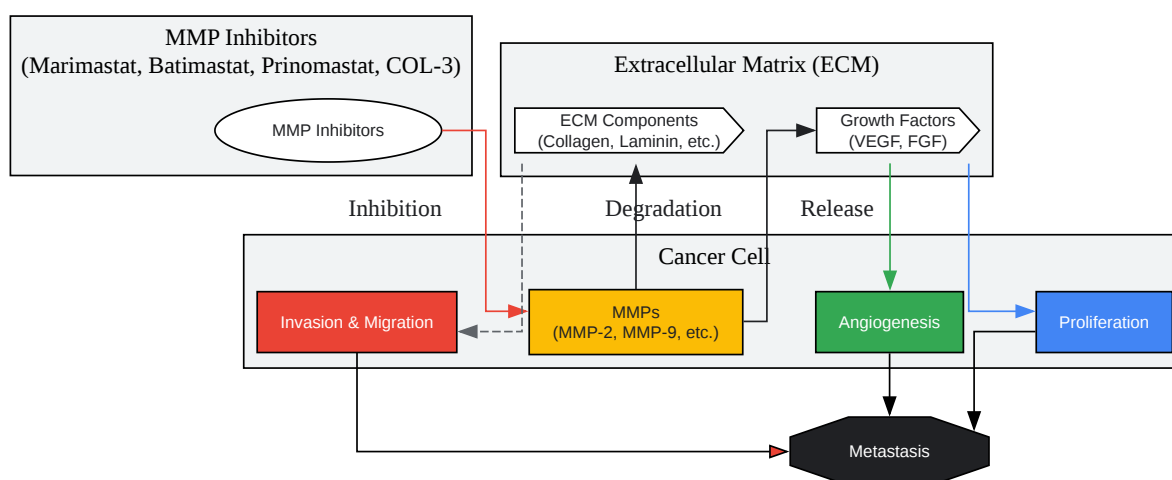 MMP Inhibitors
(Marimastat, Batimastat, Prinomastat, COL-3)
MMP Inhibitors
Extracellular Matrix (ECM)
ECM Components
(Collagen, Laminin, etc.)
Growth Factors
(VEGF, FGF)
Inhibition
Degradation
Release
Cancer Cell
Invasion & Migration
MMPs
(MMP-2, MMP-9, etc.)
Angiogenesis
Proliferation
Metastasis